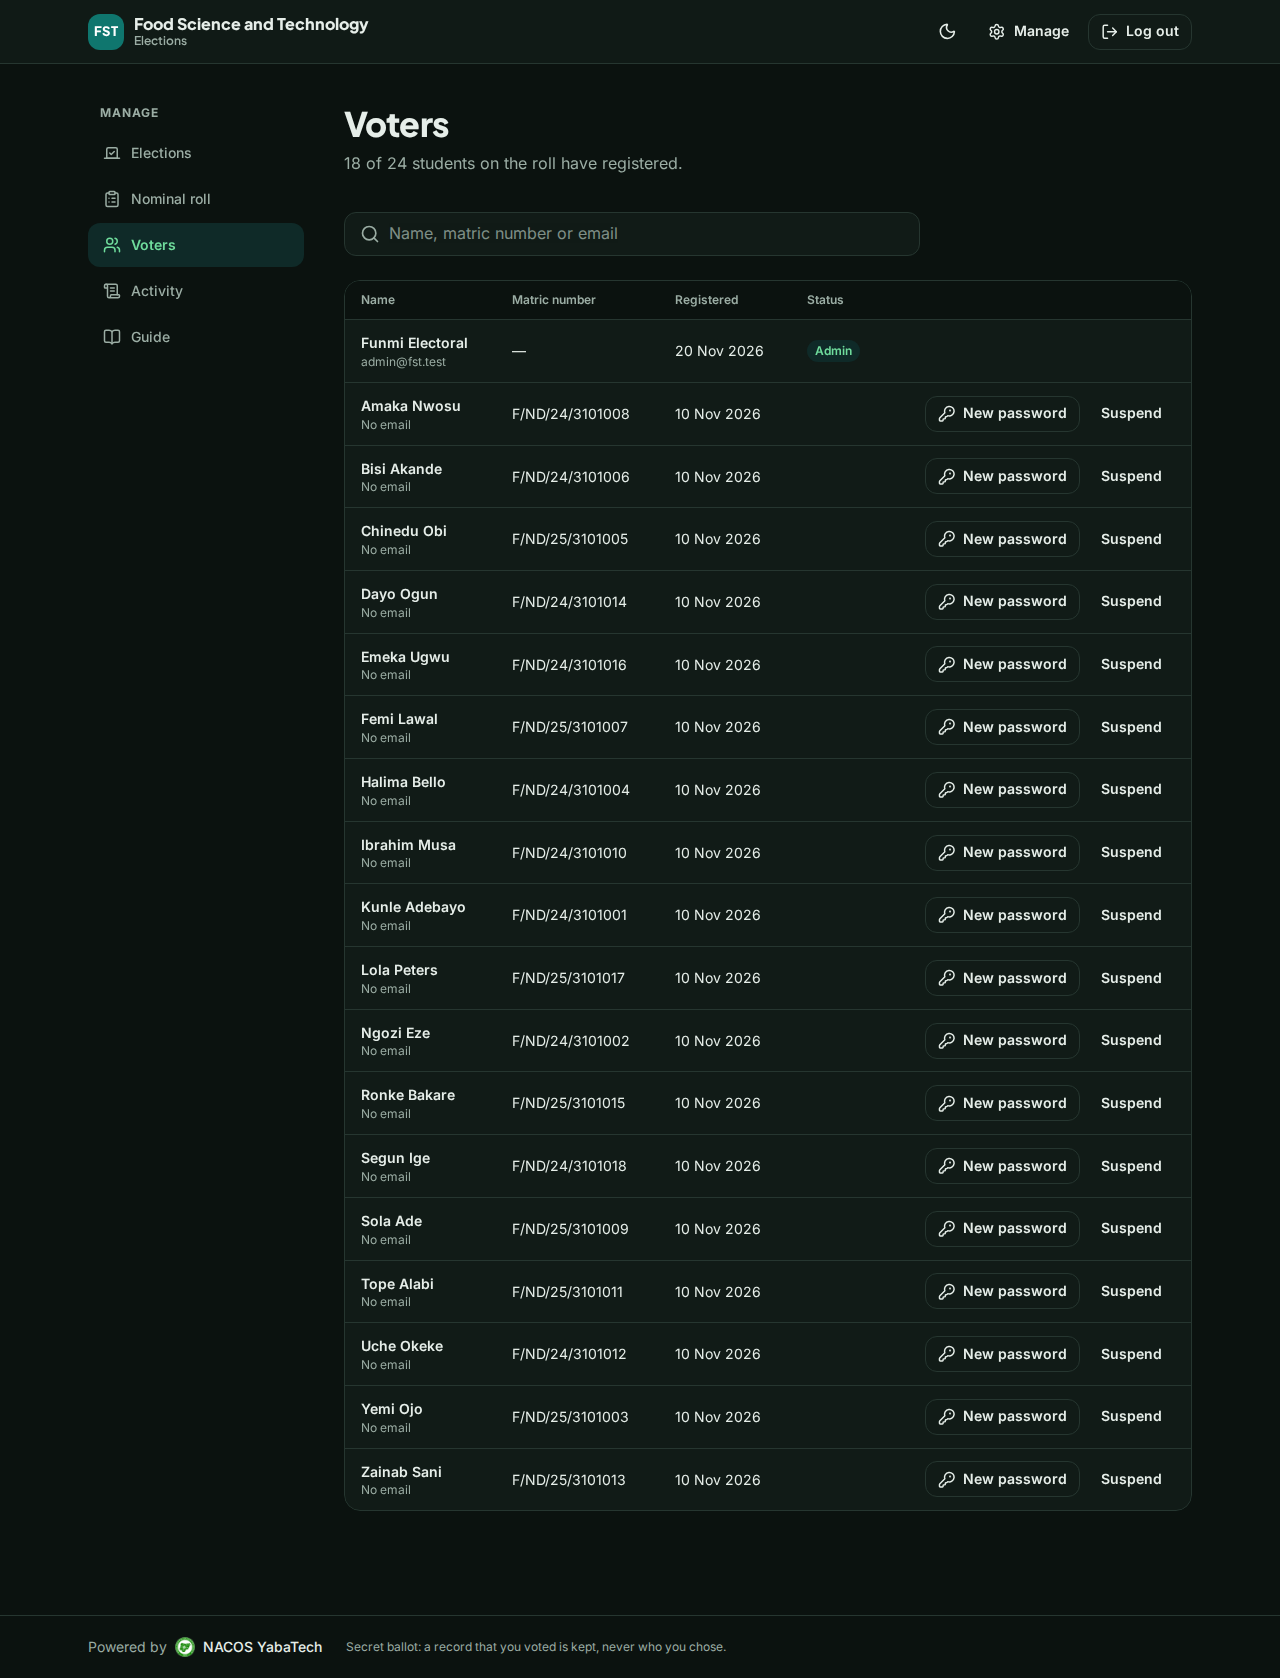 FST
Food Science and Technology
Elections
Manage
Log out
MANAGE
Elections
Nominal roll
Voters
Activity
Guide
Voters
18 of 24 students on the roll have registered.
Name, matric number or email
Name Matric number Registered Status
Funmi Electoral
admin@fst.test
— 20 Nov 2026 Admin
Amaka Nwosu
No email
F/ND/24/3101008 10 Nov 2026 New password Suspend
Bisi Akande
No email
F/ND/24/3101006 10 Nov 2026 New password Suspend
Chinedu Obi
No email
F/ND/25/3101005 10 Nov 2026 New password Suspend
Dayo Ogun
No email
F/ND/24/3101014 10 Nov 2026 New password Suspend
Emeka Ugwu
No email
F/ND/24/3101016 10 Nov 2026 New password Suspend
Femi Lawal
No email
F/ND/25/3101007 10 Nov 2026 New password Suspend
Halima Bello
No email
F/ND/24/3101004 10 Nov 2026 New password Suspend
Ibrahim Musa
No email
F/ND/24/3101010 10 Nov 2026 New password Suspend
Kunle Adebayo
No email
F/ND/24/3101001 10 Nov 2026 New password Suspend
Lola Peters
No email
F/ND/25/3101017 10 Nov 2026 New password Suspend
Ngozi Eze
No email
F/ND/24/3101002 10 Nov 2026 New password Suspend
Ronke Bakare
No email
F/ND/25/3101015 10 Nov 2026 New password Suspend
Segun Ige
No email
F/ND/24/3101018 10 Nov 2026 New password Suspend
Sola Ade
No email
F/ND/25/3101009 10 Nov 2026 New password Suspend
Tope Alabi
No email
F/ND/25/3101011 10 Nov 2026 New password Suspend
Uche Okeke
No email
F/ND/24/3101012 10 Nov 2026 New password Suspend
Yemi Ojo
No email
F/ND/25/3101003 10 Nov 2026 New password Suspend
Zainab Sani
No email
F/ND/25/3101013 10 Nov 2026 New password Suspend
Powered by NACOS YabaTech Secret ballot: a record that you voted is kept, never who you chose.